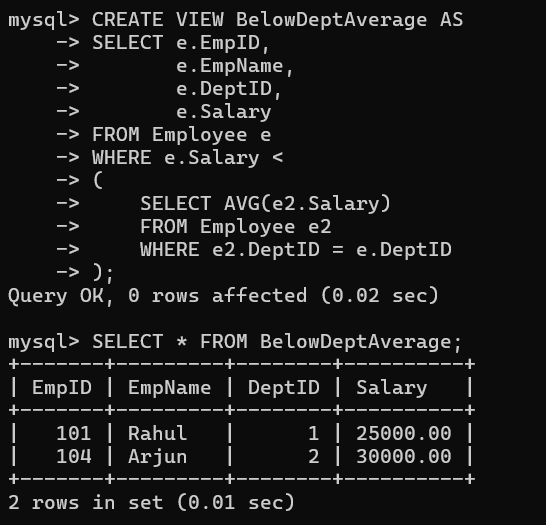 mysql> CREATE VIEW BelowDeptAverage AS
    -> SELECT e.EmpID,
    ->        e.EmpName,
    ->        e.DeptID,
    ->        e.Salary
    -> FROM Employee e
    -> WHERE e.Salary <
    -> (
    ->     SELECT AVG(e2.Salary)
    ->     FROM Employee e2
    ->     WHERE e2.DeptID = e.DeptID
    -> );
Query OK, 0 rows affected (0.02 sec)

mysql> SELECT * FROM BelowDeptAverage;
+-------+---------+--------+----------+
| EmpID | EmpName | DeptID | Salary   |
+-------+---------+--------+----------+
|   101 | Rahul   |      1 | 25000.00 |
|   104 | Arjun   |      2 | 30000.00 |
+-------+---------+--------+----------+
2 rows in set (0.01 sec)